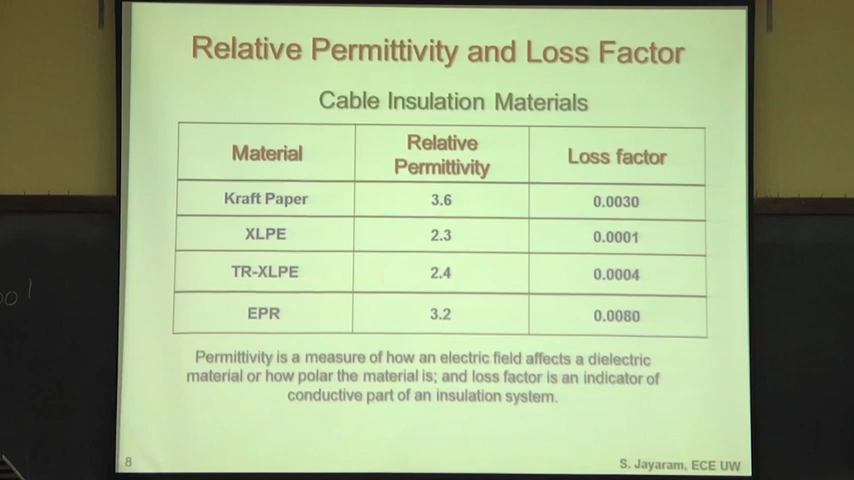 Relative Permittivity and Loss Factor
Cable Insulation Materials
Material Relative Permittivity Loss factor
Kraft Paper 3.6 0.0030
XLPE 2.3 0.0001
TR-XLPE 2.4 0.0004
EPR 3.2 0.0080
Permittivity is a measure of how an electric field affects a dielectric
material or how polar the material is; and loss factor is an indicator of
conductive part of an insulation system.
8
S. Jayaram, ECE UW